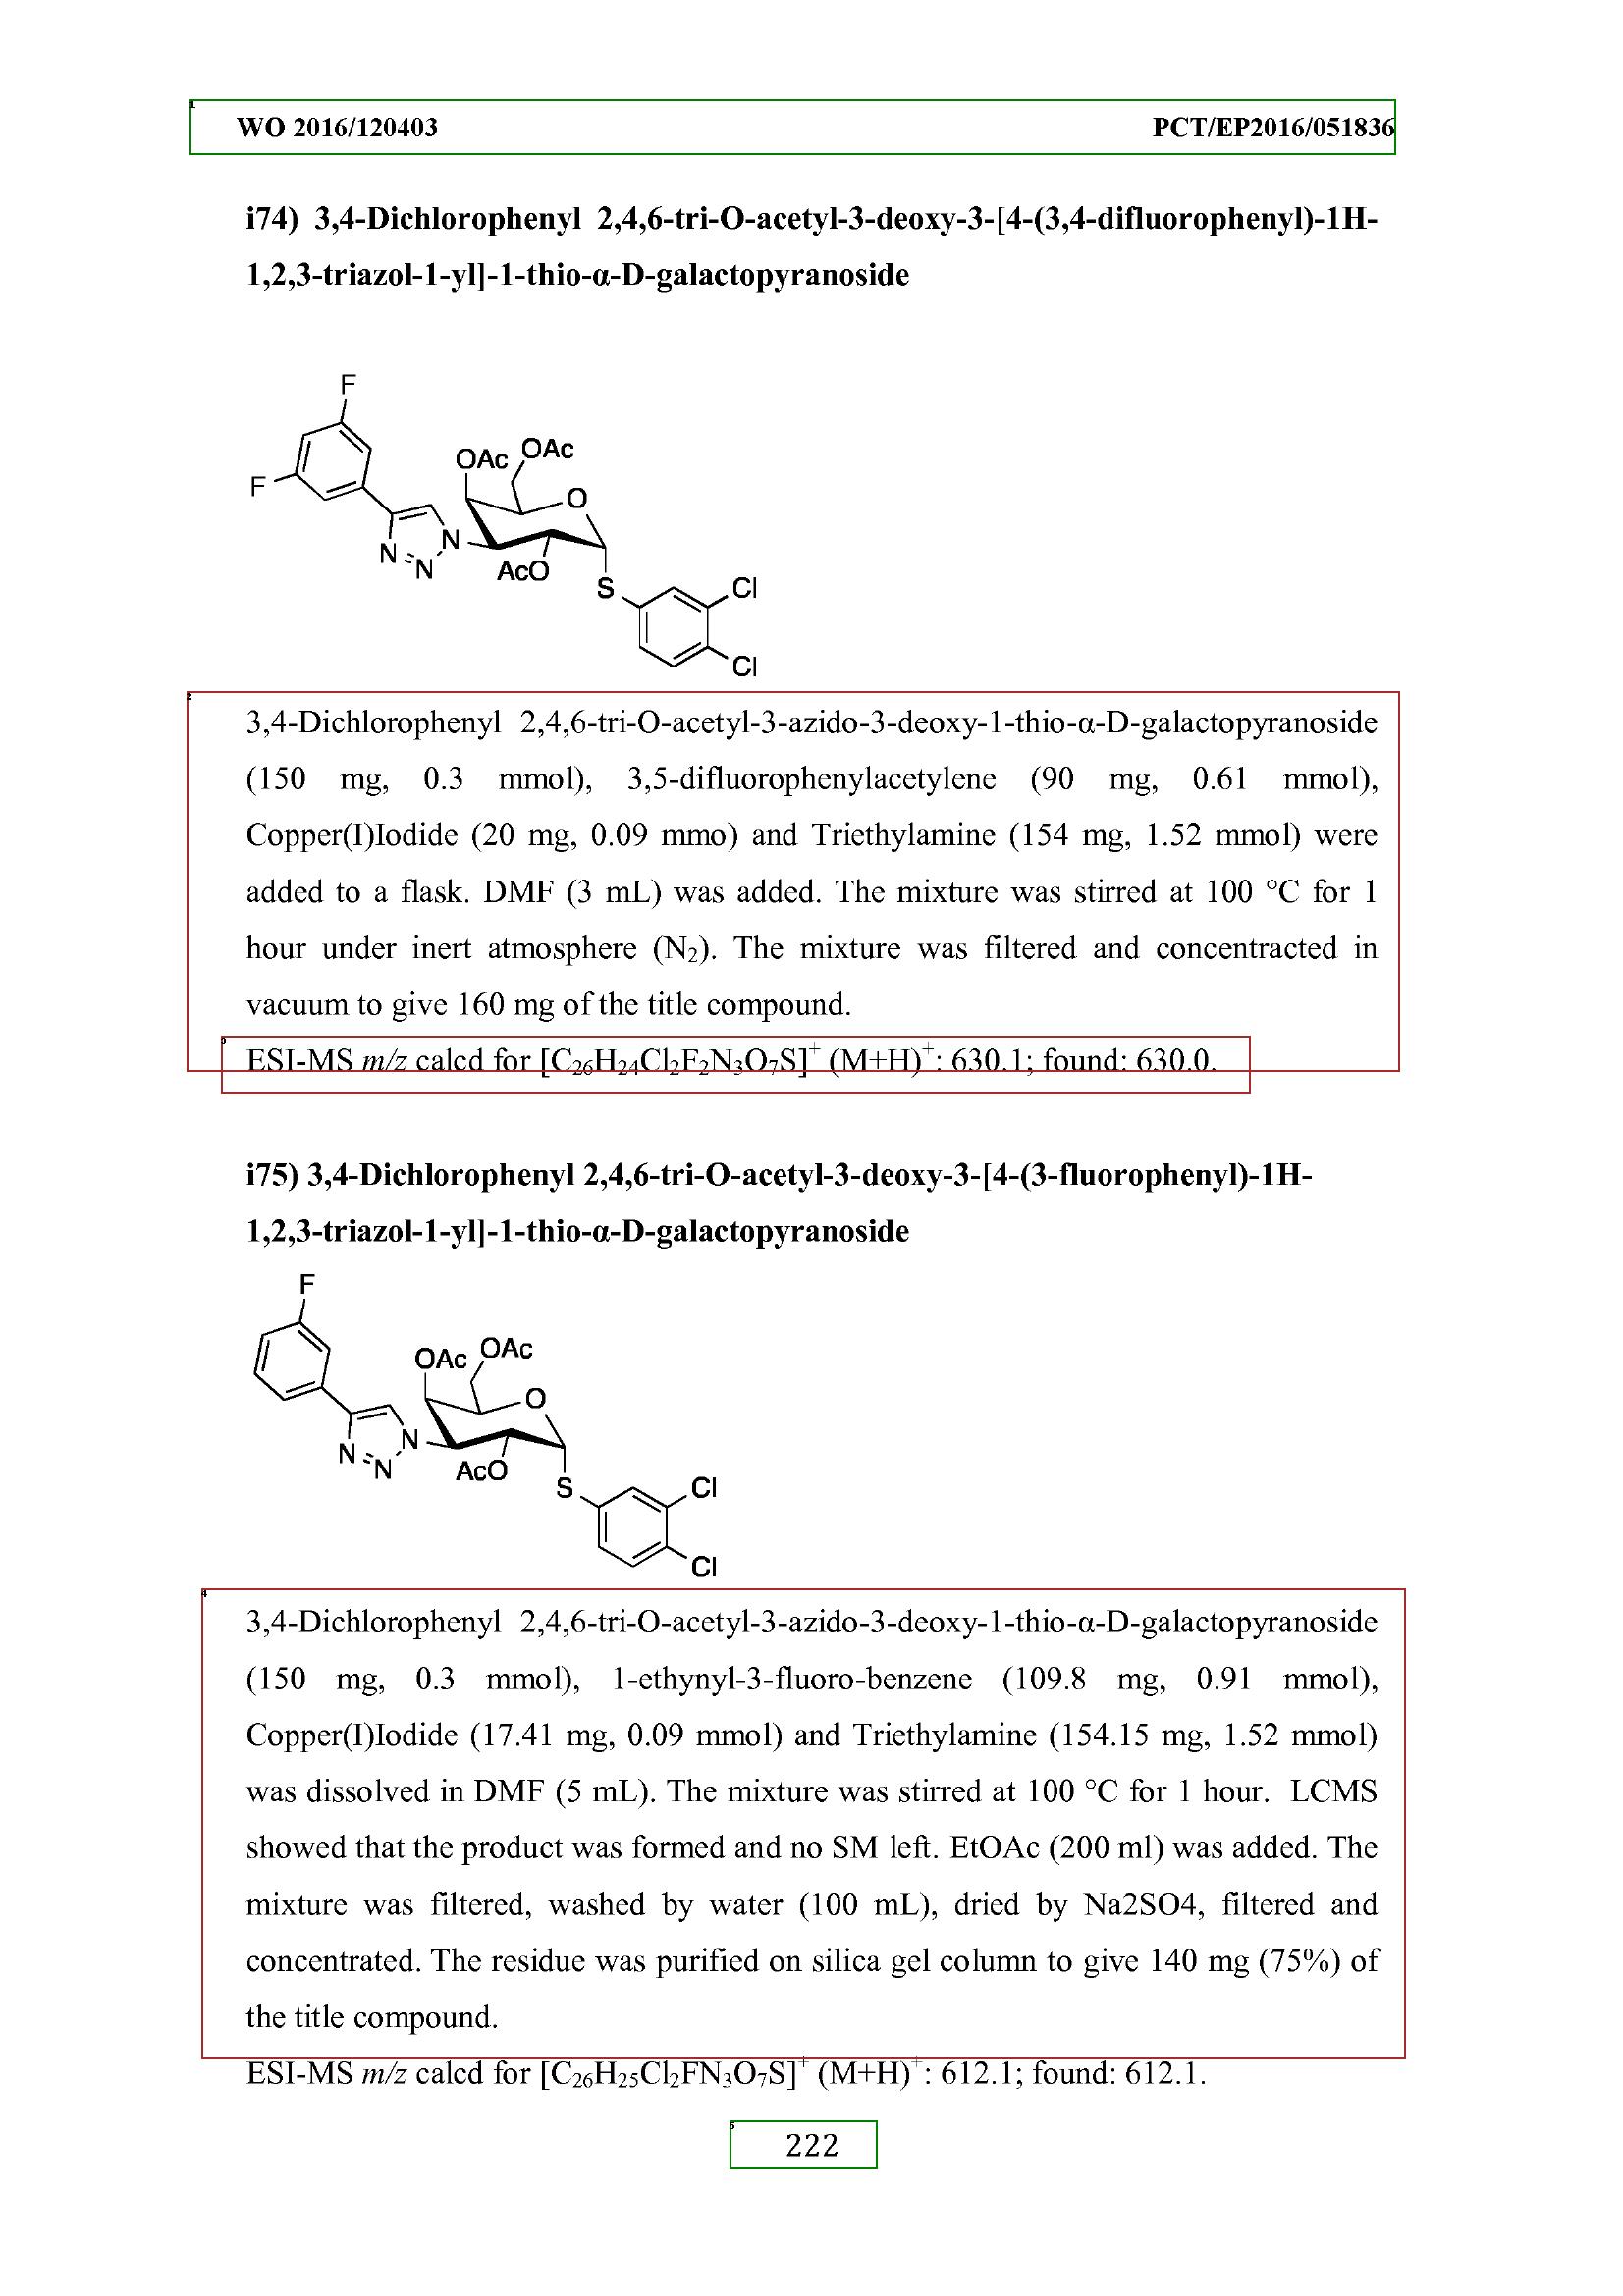 WO 2016/120403 PCT/EP2016/051836
i74) 3,4-Dichlorophenyl 2,4,6-tri-O-acetyl-3-deoxy-3-[4-(3,4-difluorophenyl)-1H-
1,2,3-triazol-1-yl]-1-thio-α-D-galactopyranoside
F
F
OAc
OAc
O
N
N
N
AcO
S
Cl
Cl
3,4-Dichlorophenyl 2,4,6-tri-O-acetyl-3-azido-3-deoxy-1-thio-α-D-galactopyranoside
(150 mg, 0.3 mmol), 3,5-difluorophenylacetylene (90 mg, 0.61 mmol),
Copper(I)Iodide (20 mg, 0.09 mmo) and Triethylamine (154 mg, 1.52 mmol) were
added to a flask. DMF (3 mL) was added. The mixture was stirred at 100 °C for 1
hour under inert atmosphere (N₂). The mixture was filtered and concentracted in
vacuum to give 160 mg of the title compound.
ESI-MS m/z calcd for [C₂₆H₂₄Cl₂F₂N₃O₇S]⁺ (M+H)⁺: 630.1; found: 630.0.
i75) 3,4-Dichlorophenyl 2,4,6-tri-O-acetyl-3-deoxy-3-[4-(3-fluorophenyl)-1H-
1,2,3-triazol-1-yl]-1-thio-α-D-galactopyranoside
F
OAc
OAc
O
N
N
N
AcO
S
Cl
Cl
3,4-Dichlorophenyl 2,4,6-tri-O-acetyl-3-azido-3-deoxy-1-thio-α-D-galactopyranoside
(150 mg, 0.3 mmol), 1-ethynyl-3-fluoro-benzene (109.8 mg, 0.91 mmol),
Copper(I)Iodide (17.41 mg, 0.09 mmol) and Triethylamine (154.15 mg, 1.52 mmol)
was dissolved in DMF (5 mL). The mixture was stirred at 100 °C for 1 hour. LCMS
showed that the product was formed and no SM left. EtOAc (200 ml) was added. The
mixture was filtered, washed by water (100 mL), dried by Na2SO4, filtered and
concentrated. The residue was purified on silica gel column to give 140 mg (75%) of
the title compound.
ESI-MS m/z calcd for [C₂₆H₂₅Cl₂FN₃O₇S]⁺ (M+H)⁺: 612.1; found: 612.1.
222